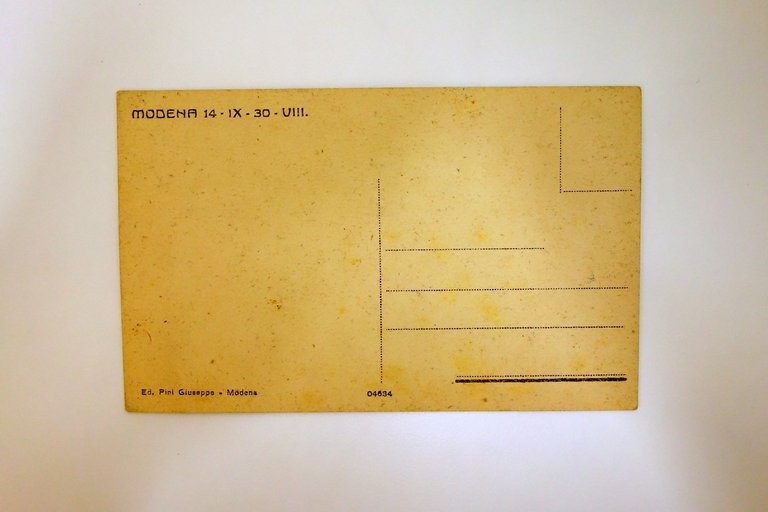 MODENA 14 - IX - 30 - VIII.
Ed. Pini Giuseppe - Modena
04634